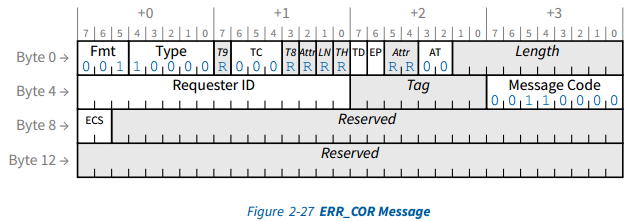 +0 +1 +2 +3
7 6 5 4 3 2 1 0 7 6 5 4 3 2 1 0 7 6 5 4 3 2 1 0 7 6 5 4 3 2 1 0
Byte 0 → Fmt Type T9 TC T8 Attr LN TH TD EP Attr AT Length
0 0 1 1 0 0 0 0 R 0 0 0 R R R R R R 0 0
Byte 4 → Requester ID Tag Message Code
0 0 1 1 0 0 0 0
Byte 8 → ECS Reserved
Byte 12 → Reserved
Figure 2-27 ERR_COR Message